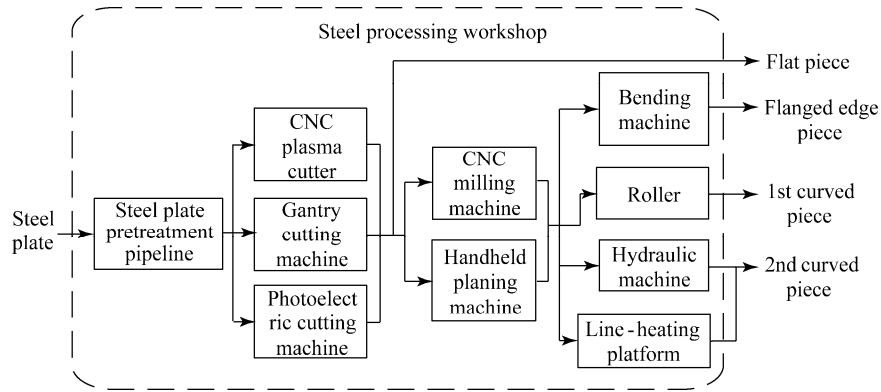 Steel processing workshop
Steel
plate
Steel plate
pretreatment
pipeline
CNC
plasma
cutter
Gantry
cutting
machine
Photoelect
ric cutting
machine
CNC
milling
machine
Handheld
planing
machine
Bending
machine
Roller
Hydraulic
machine
Line-heating
platform
Flat piece
Flanged edge
piece
1st curved
piece
2nd curved
piece